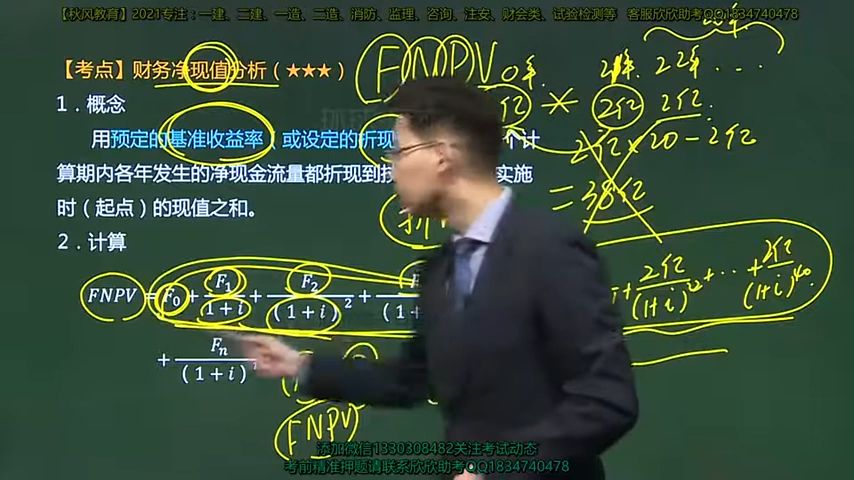 【秋风教育】2021专注：一建、二建、一造、二造、消防、监理、咨询、注安、财会类、试验检测等 客服欣欣助考QQ1834740478
【考点】财务净现值分析（★★★）
FNPV
0年
2年 22年 ...
1．概念
2亿 2亿
用预定的基准收益率（或设定的折现
个计
2亿×20-2亿
算期内各年发生的净现金流量都折现到
实施
=38亿
时（起点）的现值之和。
折
2．计算
FNPV = F₀ + F₁/(1+i) + F₂/(1+i)² +
+ 2亿/(1+i)²² + ... + 2亿/(1+i)⁴⁰
+ Fₙ/(1+i)
FNPV
添加微信1330308482关注考试动态
考前精准押题请联系欣欣助考QQ1834740478